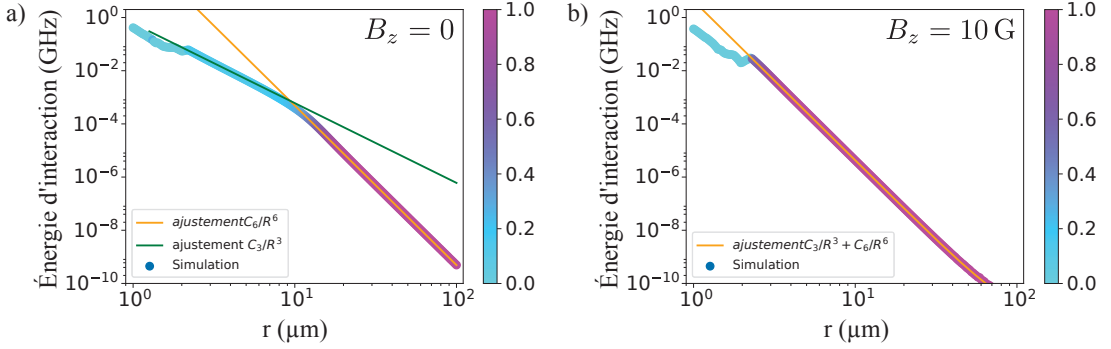 a)
B_z = 0
Énergie d'interaction (GHz)
10^0
10^-2
10^-4
10^-6
10^-8
10^-10
ajustementC_6/R^6
ajustement C_3/R^3
Simulation
10^0 10^1 10^2
r (μm)
1.0
0.8
0.6
0.4
0.2
0.0
b)
B_z = 10 G
Énergie d'interaction (GHz)
10^0
10^-2
10^-4
10^-6
10^-8
10^-10
ajustementC_3/R^3 + C_6/R^6
Simulation
10^0 10^1 10^2
r (μm)
1.0
0.8
0.6
0.4
0.2
0.0